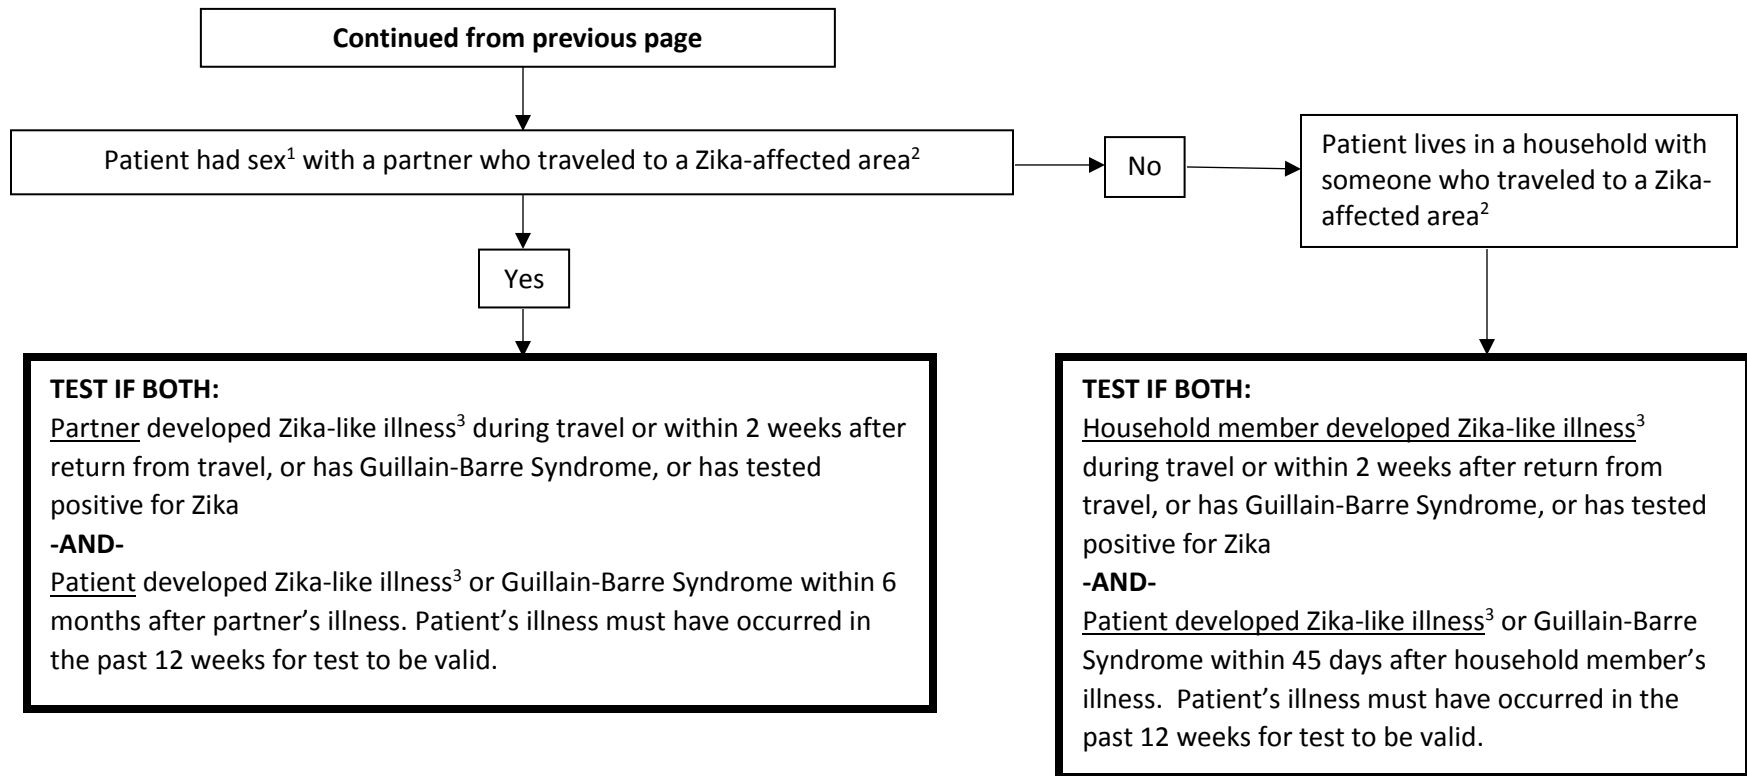 Continued from previous page
Patient had sex¹ with a partner who traveled to a Zika-affected area²
No
Patient lives in a household with
someone who traveled to a Zika-
affected area²
Yes
TEST IF BOTH:
Partner developed Zika-like illness³ during travel or within 2 weeks after
return from travel, or has Guillain-Barre Syndrome, or has tested
positive for Zika
-AND-
Patient developed Zika-like illness³ or Guillain-Barre Syndrome within 6
months after partner’s illness. Patient’s illness must have occurred in
the past 12 weeks for test to be valid.
TEST IF BOTH:
Household member developed Zika-like illness³
during travel or within 2 weeks after return from
travel, or has Guillain-Barre Syndrome, or has tested
positive for Zika
-AND-
Patient developed Zika-like illness³ or Guillain-Barre
Syndrome within 45 days after household member’s
illness.  Patient’s illness must have occurred in the
past 12 weeks for test to be valid.